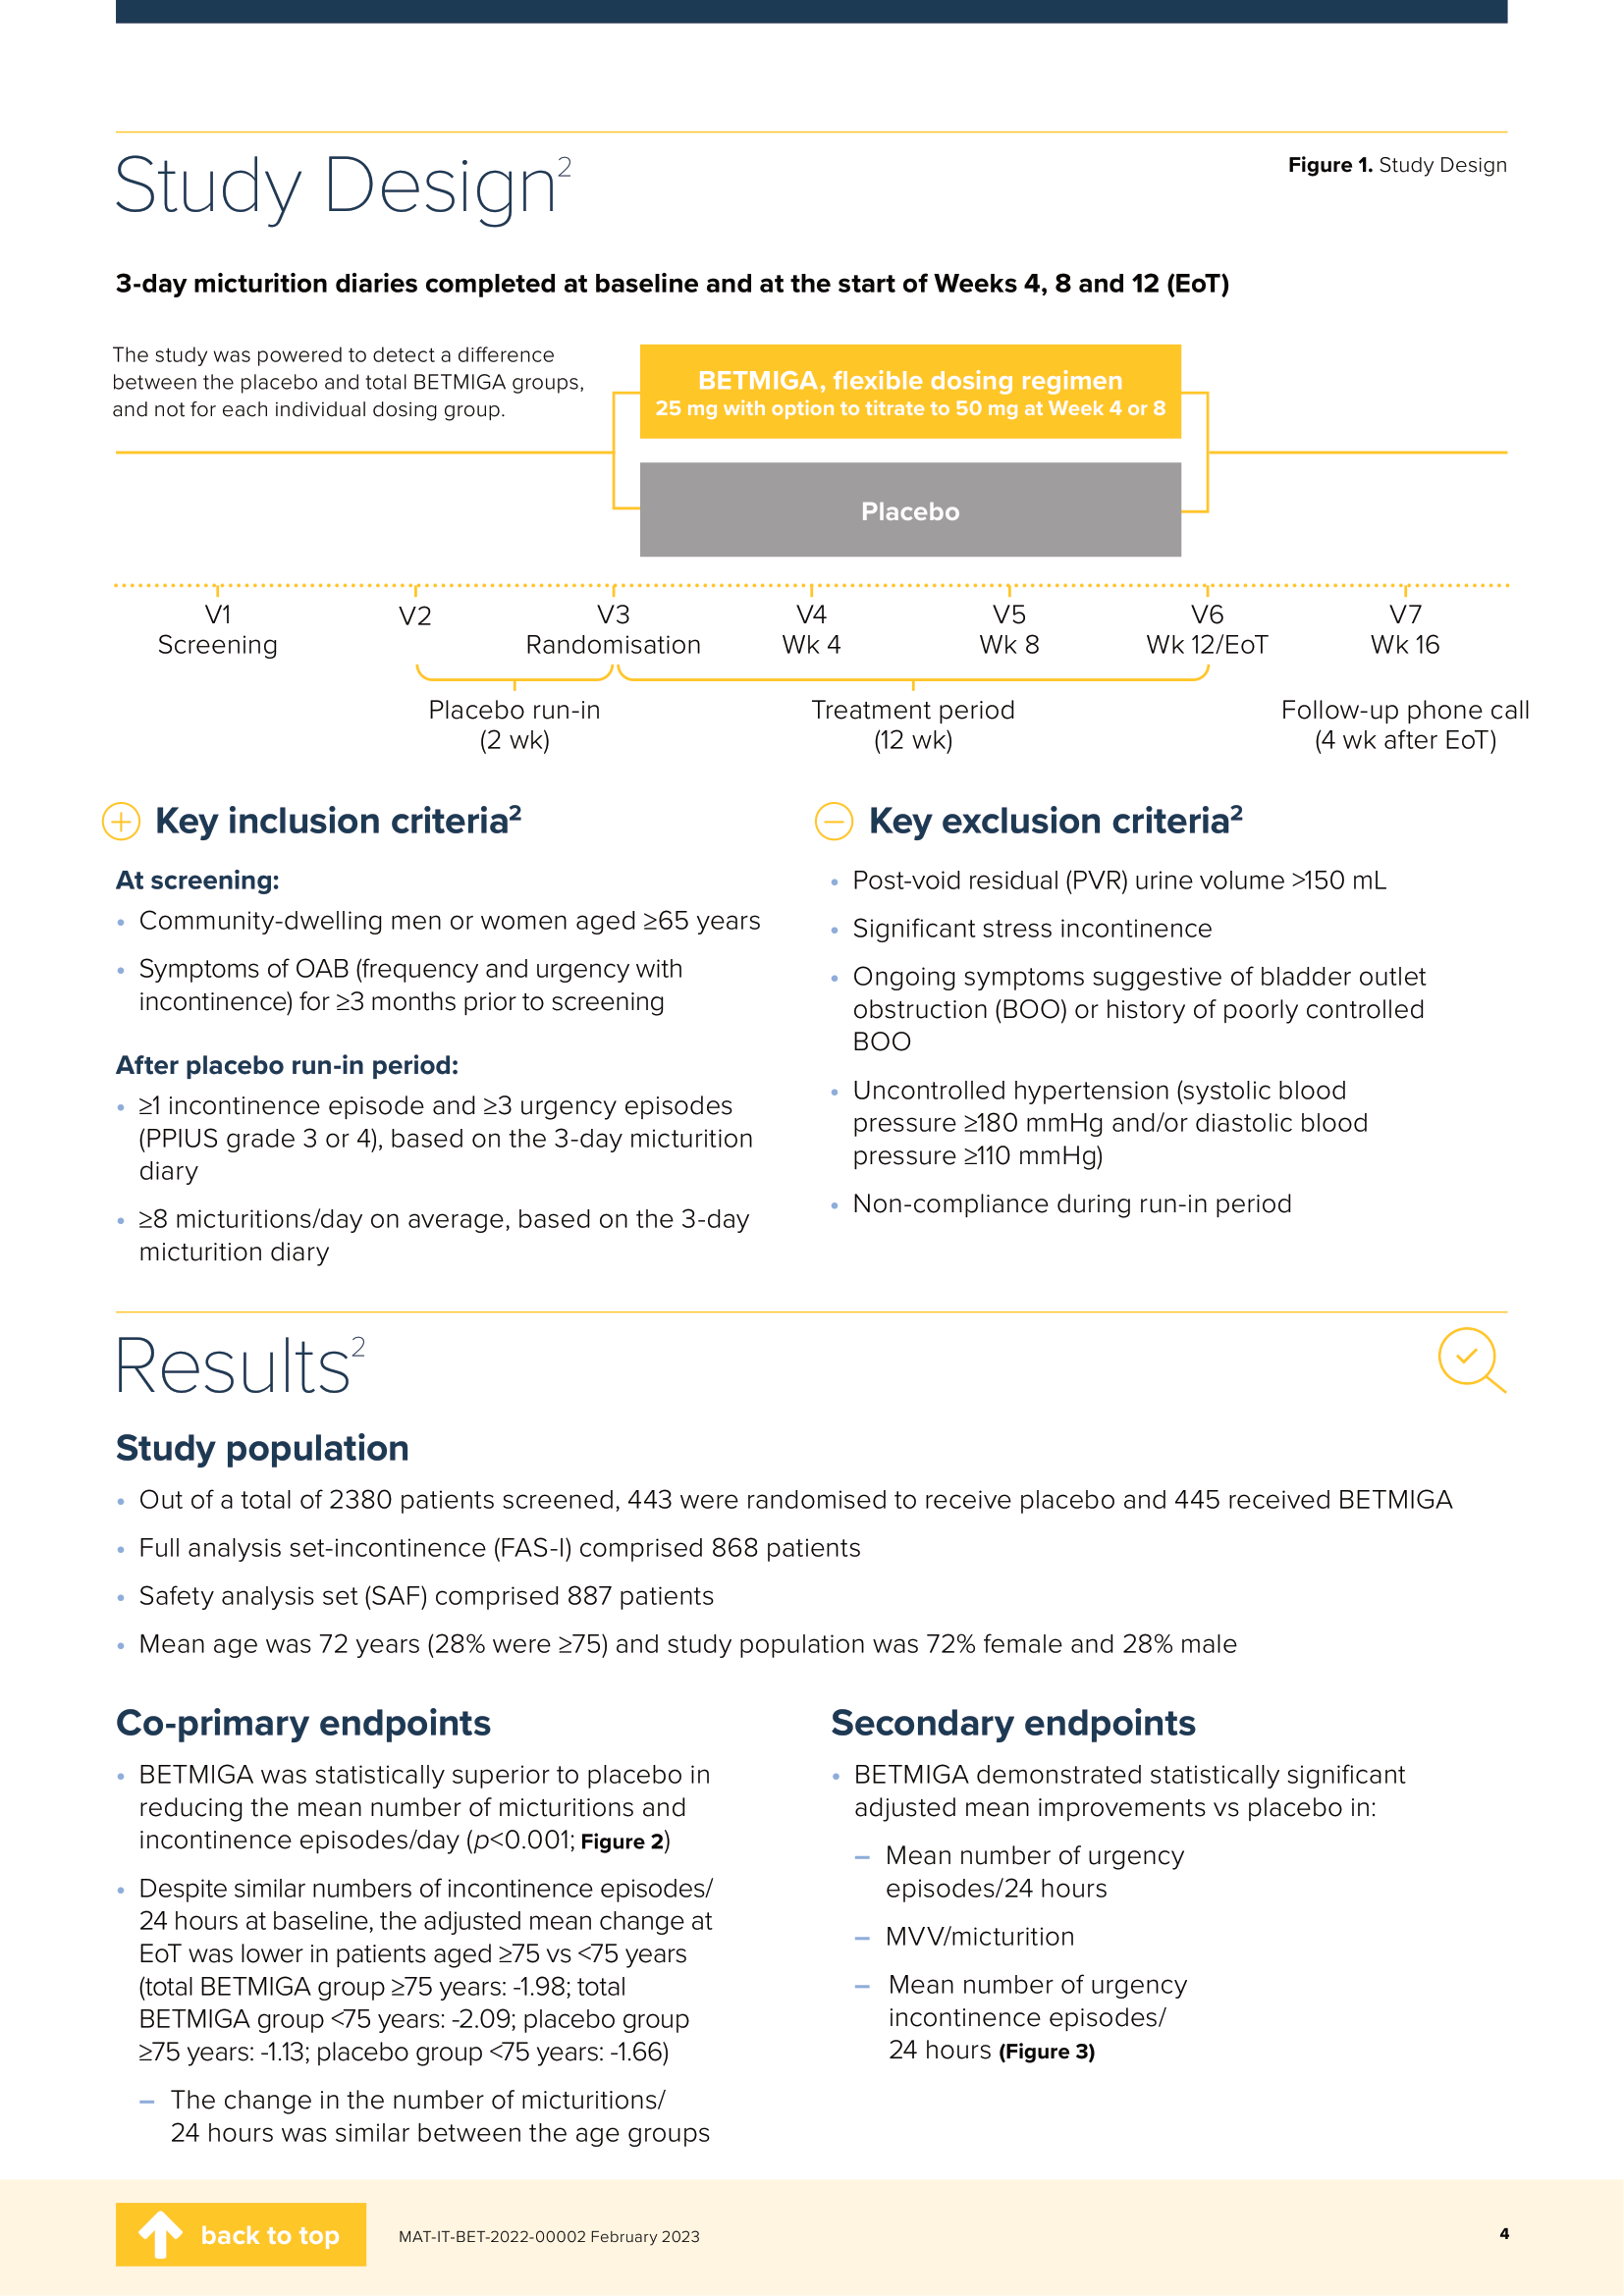 Study Design²
Figure 1. Study Design
3-day micturition diaries completed at baseline and at the start of Weeks 4, 8 and 12 (EoT)
The study was powered to detect a difference
between the placebo and total BETMIGA groups,
and not for each individual dosing group.
BETMIGA, flexible dosing regimen
25 mg with option to titrate to 50 mg at Week 4 or 8
Placebo
V1
Screening
V2
V3
Randomisation
V4
Wk 4
V5
Wk 8
V6
Wk 12/EoT
V7
Wk 16
Placebo run-in
(2 wk)
Treatment period
(12 wk)
Follow-up phone call
(4 wk after EoT)
Key inclusion criteria²
At screening:
• Community-dwelling men or women aged ≥65 years
• Symptoms of OAB (frequency and urgency with
incontinence) for ≥3 months prior to screening
After placebo run-in period:
• ≥1 incontinence episode and ≥3 urgency episodes
(PPIUS grade 3 or 4), based on the 3-day micturition
diary
• ≥8 micturitions/day on average, based on the 3-day
micturition diary
Key exclusion criteria²
• Post-void residual (PVR) urine volume >150 mL
• Significant stress incontinence
• Ongoing symptoms suggestive of bladder outlet
obstruction (BOO) or history of poorly controlled
BOO
• Uncontrolled hypertension (systolic blood
pressure ≥180 mmHg and/or diastolic blood
pressure ≥110 mmHg)
• Non-compliance during run-in period
Results²
Study population
• Out of a total of 2380 patients screened, 443 were randomised to receive placebo and 445 received BETMIGA
• Full analysis set-incontinence (FAS-I) comprised 868 patients
• Safety analysis set (SAF) comprised 887 patients
• Mean age was 72 years (28% were ≥75) and study population was 72% female and 28% male
Co-primary endpoints
• BETMIGA was statistically superior to placebo in
reducing the mean number of micturitions and
incontinence episodes/day (p<0.001; Figure 2)
• Despite similar numbers of incontinence episodes/
24 hours at baseline, the adjusted mean change at
EoT was lower in patients aged ≥75 vs <75 years
(total BETMIGA group ≥75 years: -1.98; total
BETMIGA group <75 years: -2.09; placebo group
≥75 years: -1.13; placebo group <75 years: -1.66)
– The change in the number of micturitions/
24 hours was similar between the age groups
Secondary endpoints
• BETMIGA demonstrated statistically significant
adjusted mean improvements vs placebo in:
– Mean number of urgency
episodes/24 hours
– MVV/micturition
– Mean number of urgency
incontinence episodes/
24 hours (Figure 3)
back to top
MAT-IT-BET-2022-00002 February 2023
4